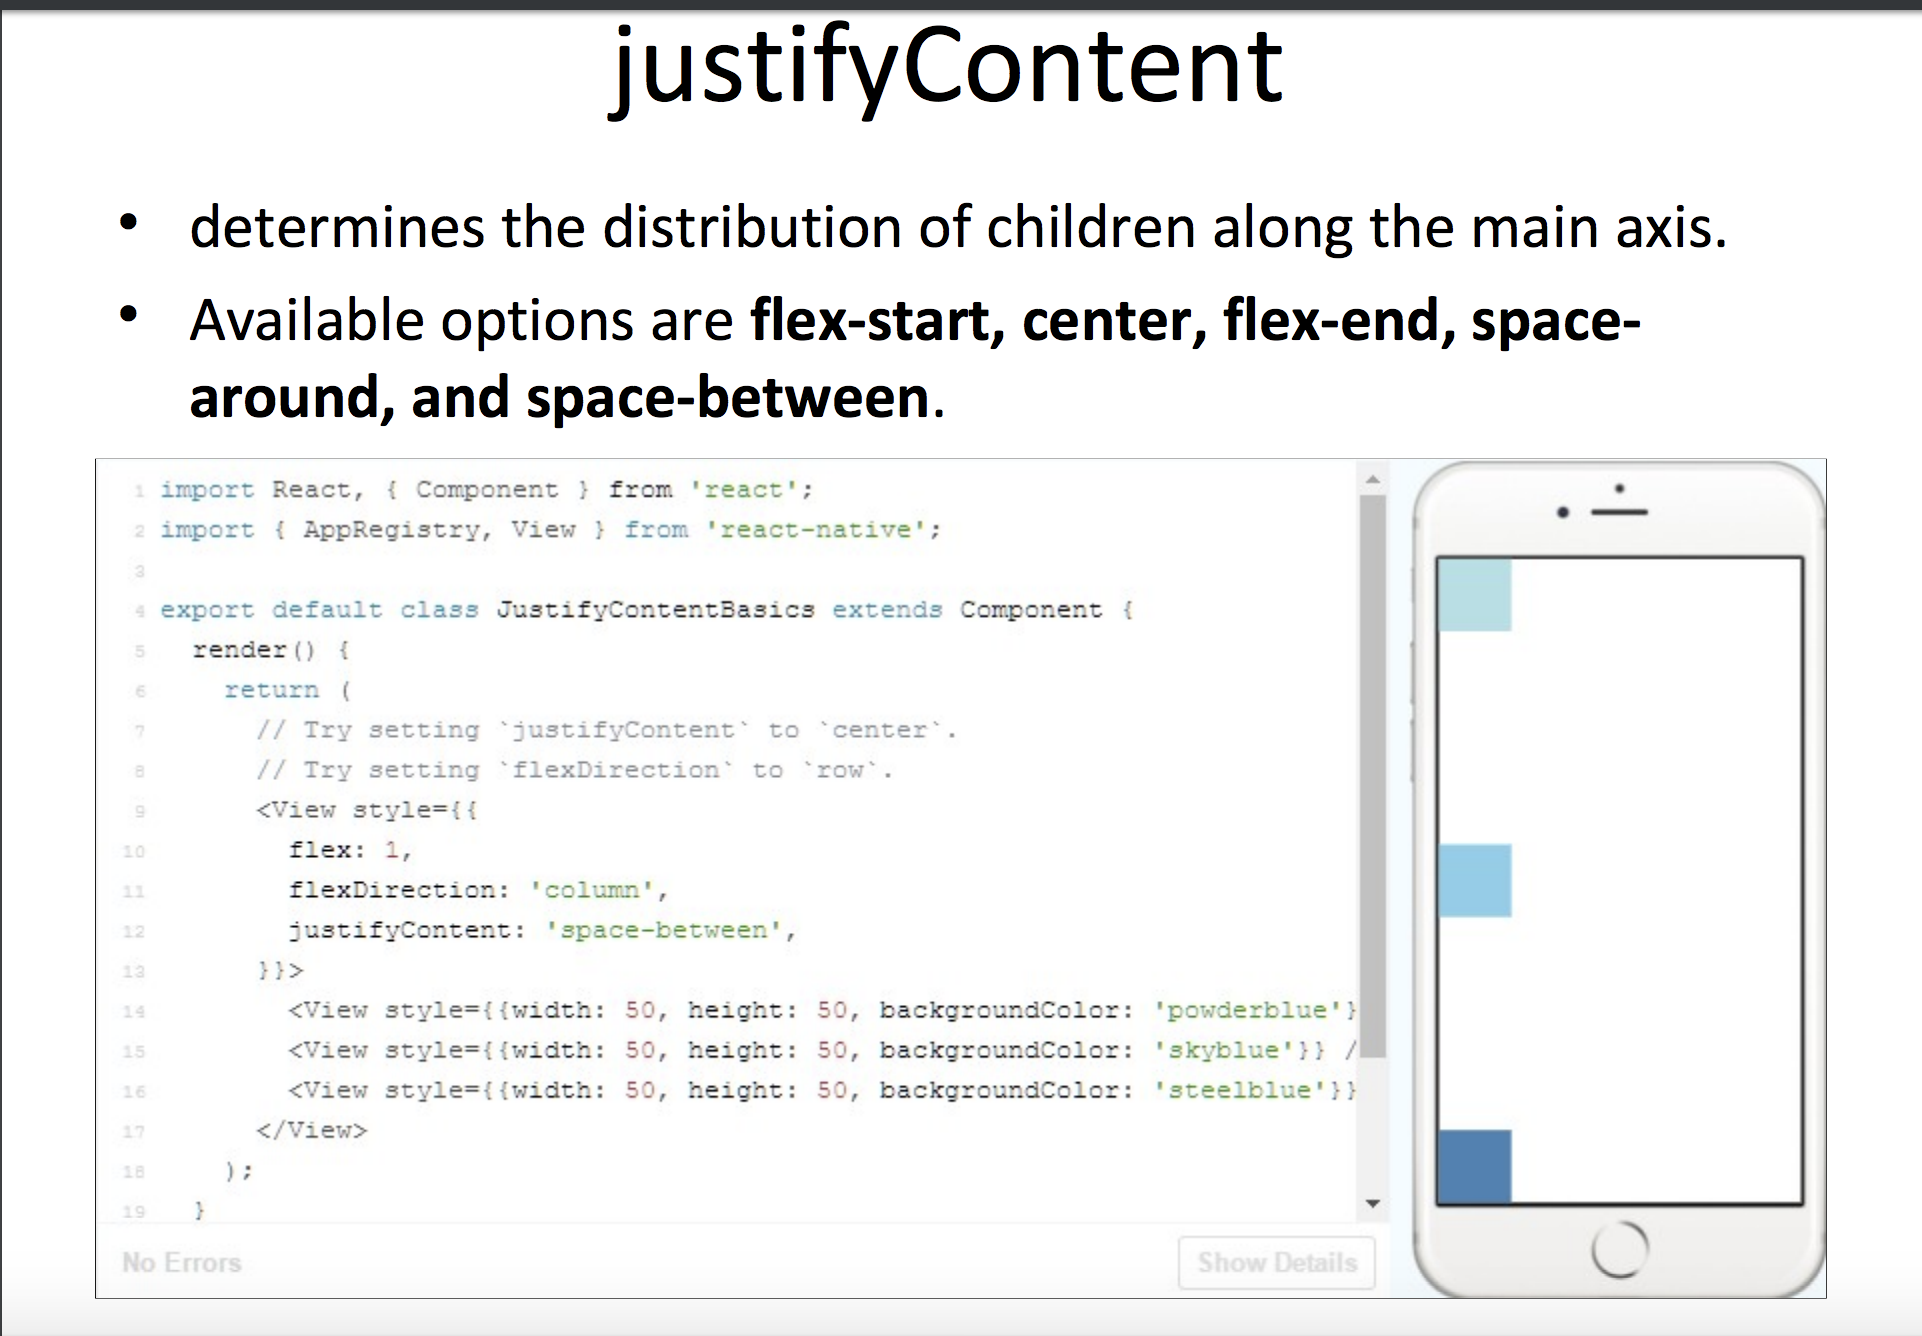 justifyContent
• determines the distribution of children along the main axis.
• Available options are flex-start, center, flex-end, space-
around, and space-between.
1 import React, { Component } from 'react';
2 import { AppRegistry, View } from 'react-native';
3
4 export default class JustifyContentBasics extends Component {
5   render() {
6     return (
7       // Try setting `justifyContent` to `center`.
8       // Try setting `flexDirection` to `row`.
9       <View style={{
10         flex: 1,
11         flexDirection: 'column',
12         justifyContent: 'space-between',
13       }}>
14         <View style={{width: 50, height: 50, backgroundColor: 'powderblue'}
15         <View style={{width: 50, height: 50, backgroundColor: 'skyblue'}} /
16         <View style={{width: 50, height: 50, backgroundColor: 'steelblue'}}
17       </View>
18     );
19   }
No Errors
Show Details